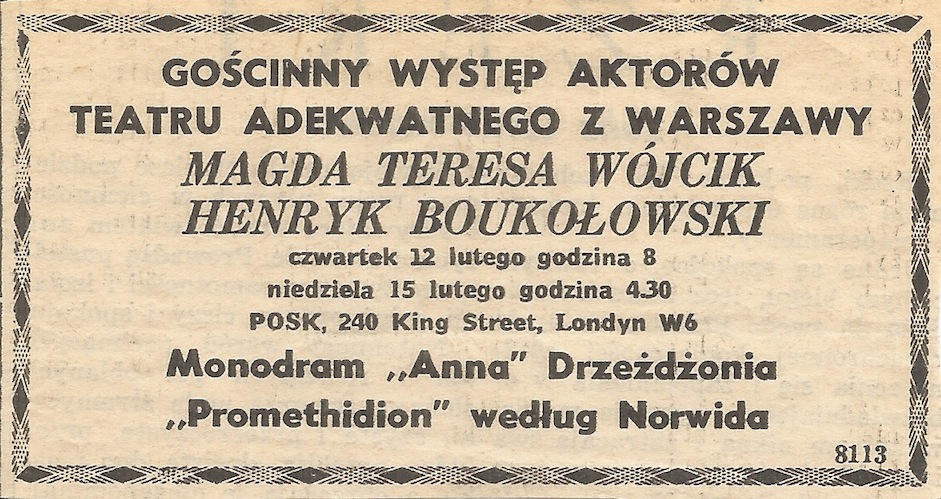 GOŚCINNY WYSTĘP AKTORÓW
TEATRU ADEKWATNEGO Z WARSZAWY
MAGDA TERESA WÓJCIK
HENRYK BOUKOŁOWSKI
czwartek 12 lutego godzina 8
niedziela 15 lutego godzina 4.30
POSK, 240 King Street, Londyn W6
Monodram „Anna” Drzeżdżonia
„Promethidion” według Norwida
8113